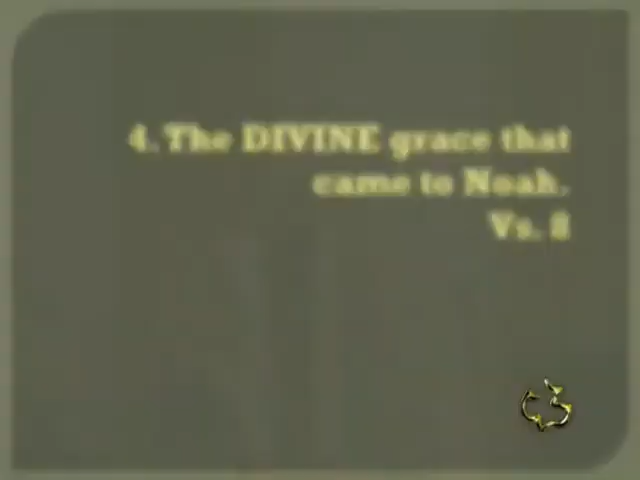 4. The DIVINE grace that
came to Noah.
Vs. 8